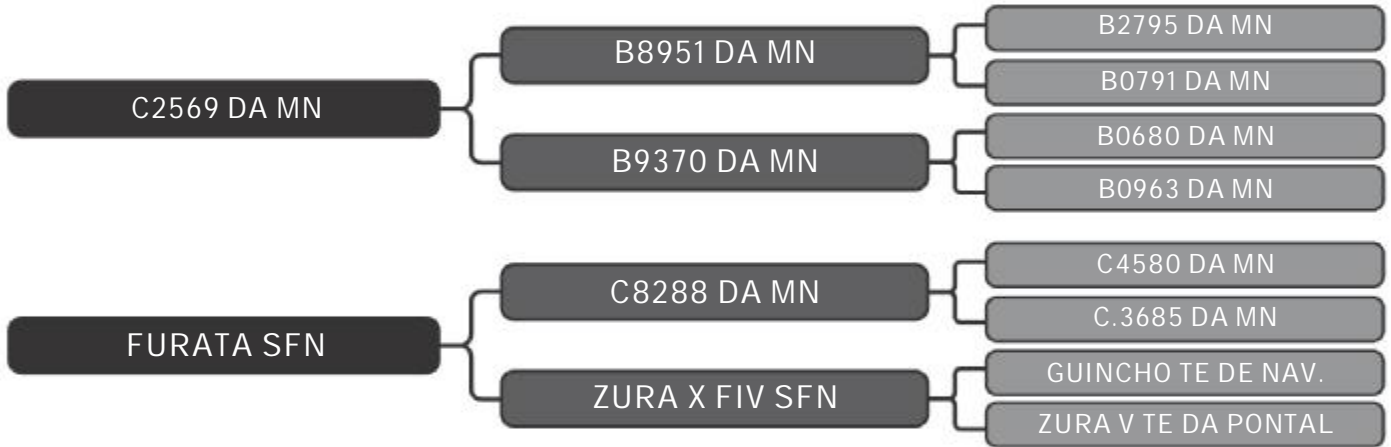 C2569 DA MN
B8951 DA MN
B2795 DA MN
B0791 DA MN
B9370 DA MN
B0680 DA MN
B0963 DA MN
FURATA SFN
C8288 DA MN
C4580 DA MN
C.3685 DA MN
ZURA X FIV SFN
GUINCHO TE DE NAV.
ZURA V TE DA PONTAL